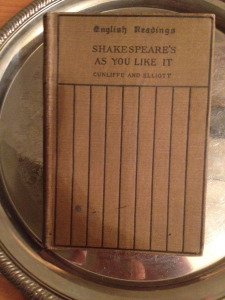 English Readings
SHAKESPEARE'S
AS YOU LIKE IT
CUNLIFFE AND ELLIOTT